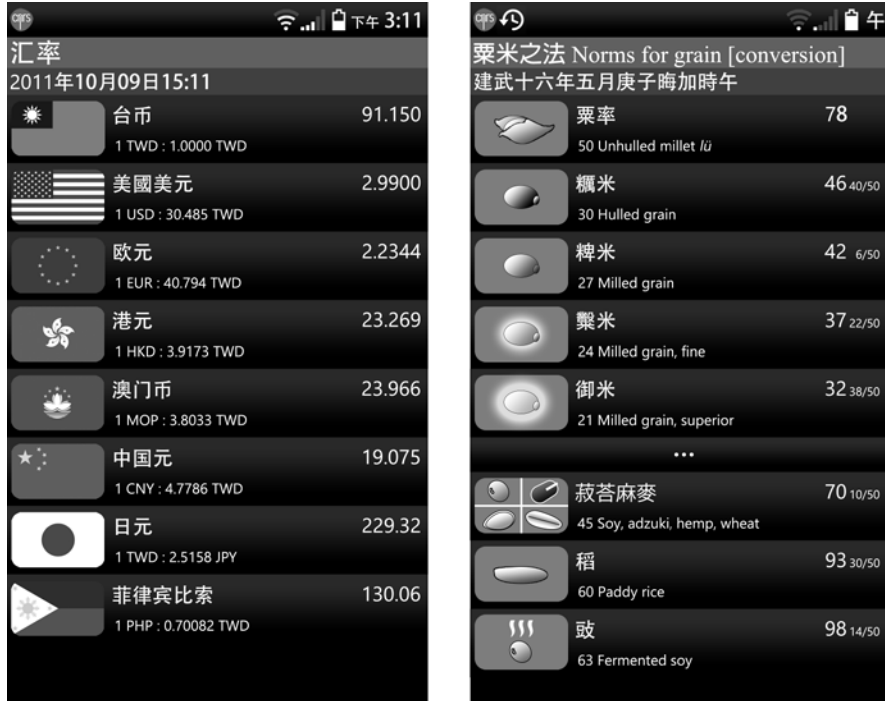 CJRS
下午 3:11
汇率
2011年10月09日15:11
台币 91.150
1 TWD : 1.0000 TWD
美國美元 2.9900
1 USD : 30.485 TWD
欧元 2.2344
1 EUR : 40.794 TWD
港元 23.269
1 HKD : 3.9173 TWD
澳门币 23.966
1 MOP : 3.8033 TWD
中国元 19.075
1 CNY : 4.7786 TWD
日元 229.32
1 TWD : 2.5158 JPY
菲律宾比索 130.06
1 PHP : 0.70082 TWD
午
粟米之法 Norms for grain [conversion]
建武十六年五月庚子晦加時午
粟率 78
50 Unhulled millet lü
糲米 46 40/50
30 Hulled grain
粺米 42 6/50
27 Milled grain
糳米 37 22/50
24 Milled grain, fine
御米 32 38/50
21 Milled grain, superior
...
菽荅麻麥 70 10/50
45 Soy, adzuki, hemp, wheat
稻 93 30/50
60 Paddy rice
豉 98 14/50
63 Fermented soy